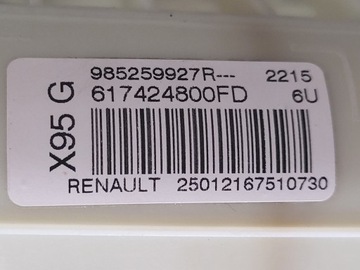 985259927R--- 2215
617424800FD 6U
X95 G
RENAULT 25012167510730